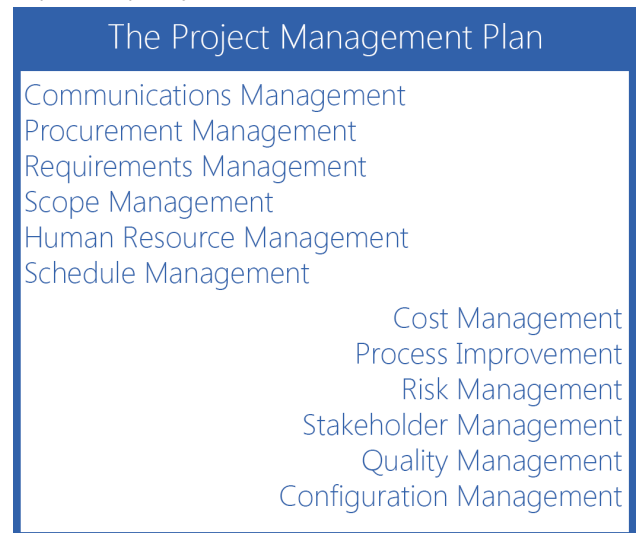 The Project Management Plan
Communications Management
Procurement Management
Requirements Management
Scope Management
Human Resource Management
Schedule Management
Cost Management
Process Improvement
Risk Management
Stakeholder Management
Quality Management
Configuration Management